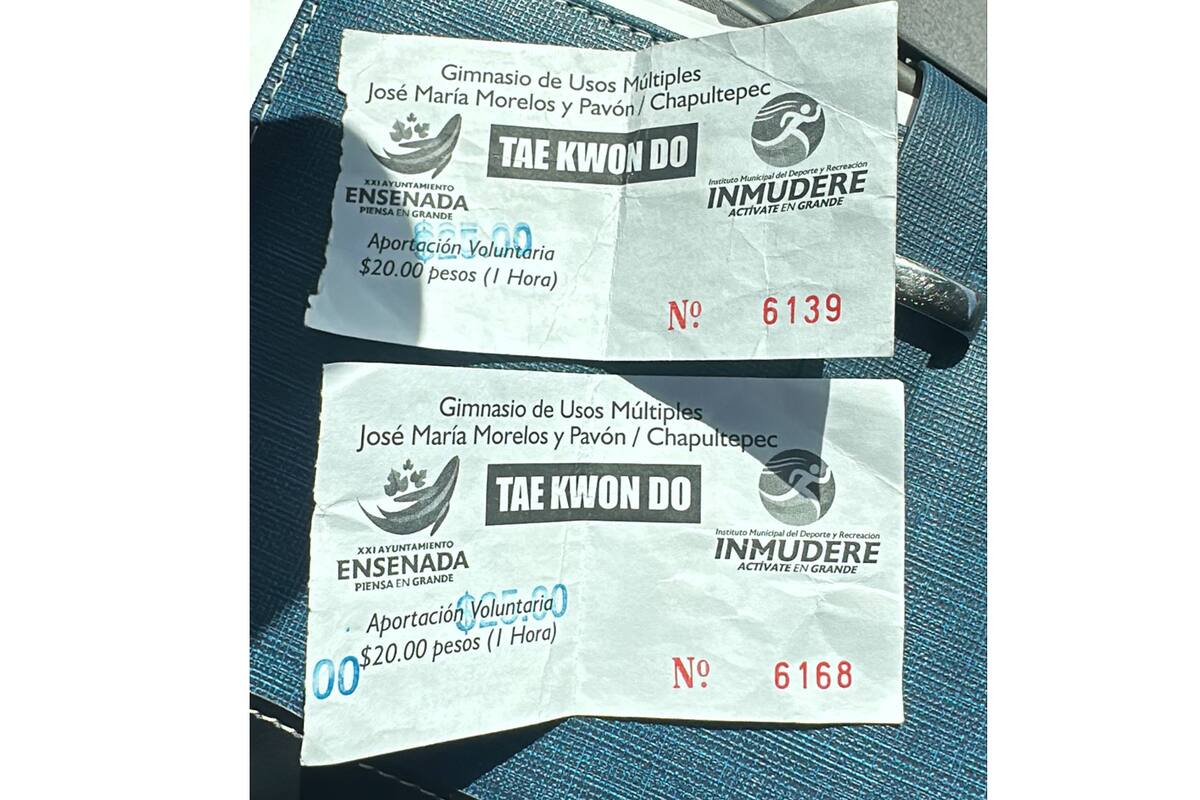 Gimnasio de Usos Múltiples
José María Morelos y Pavón / Chapultepec
TAE KWON DO
XXI AYUNTAMIENTO
ENSENADA
PIENSA EN GRANDE
Instituto Municipal del Deporte y Recreación
INMUDERE
ACTÍVATE EN GRANDE
$25.00
Aportación Voluntaria
$20.00 pesos (1 Hora)
Nº 6139
Gimnasio de Usos Múltiples
José María Morelos y Pavón / Chapultepec
TAE KWON DO
XXI AYUNTAMIENTO
ENSENADA
PIENSA EN GRANDE
Instituto Municipal del Deporte y Recreación
INMUDERE
ACTÍVATE EN GRANDE
$25.00
Aportación Voluntaria
$20.00 pesos (1 Hora)
00
Nº 6168